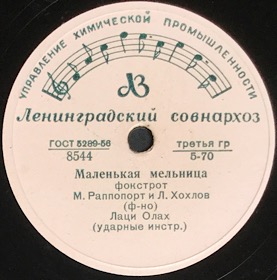 УПРАВЛЕНИЕ ХИМИЧЕСКОЙ ПРОМЫШЛЕННОСТИ
ЛЗ
Ленинградский совнархоз
ГОСТ 5289-56 третья гр
8544 5-70
Маленькая мельница
фокстрот
М. Раппопорт и Л. Хохлов
(ф-но)
Лаци Олах
(ударные инстр.)